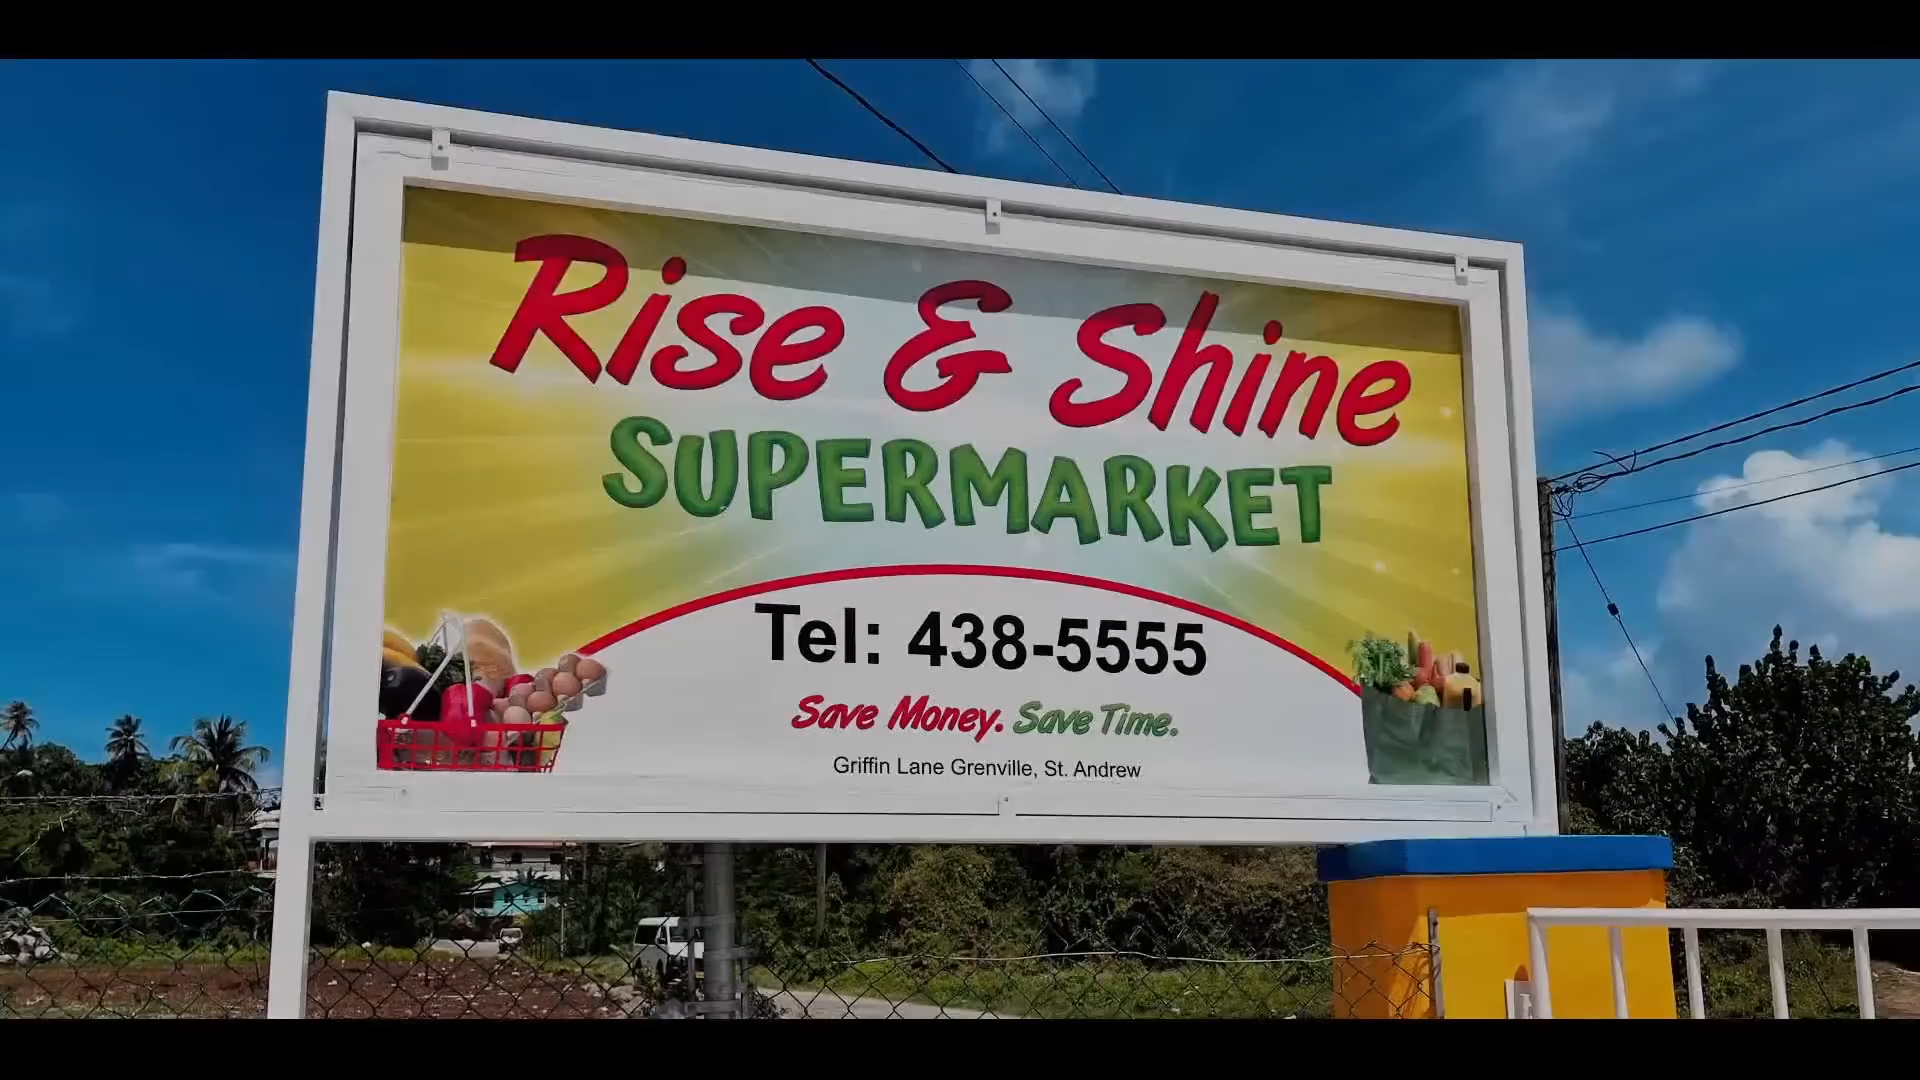 Rise & Shine
SUPERMARKET
Tel: 438-5555
Save Money. Save Time.
Griffin Lane Grenville, St. Andrew